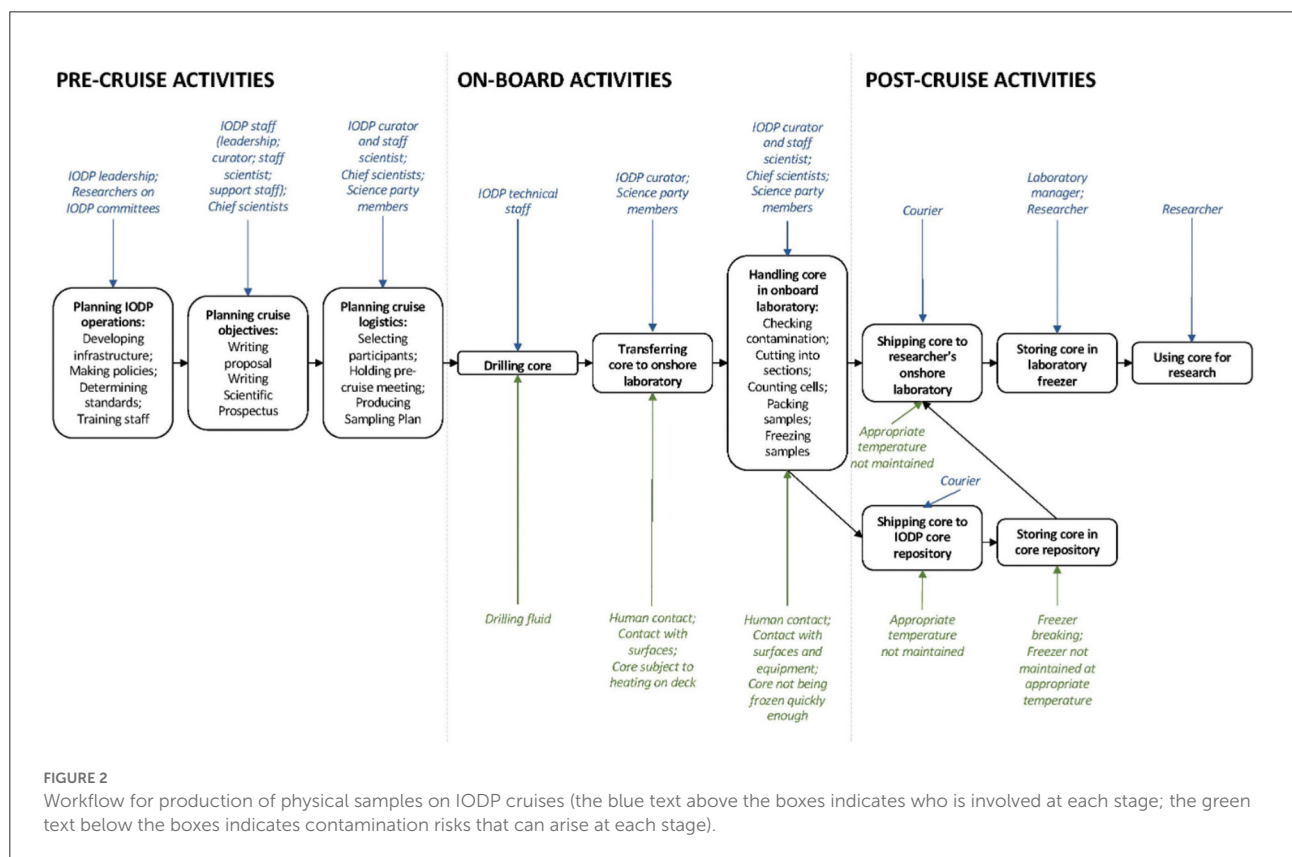 PRE-CRUISE ACTIVITIES
ON-BOARD ACTIVITIES
POST-CRUISE ACTIVITIES
IODP leadership;
Researchers on
IODP committees
IODP staff
(leadership;
curator; staff
scientist;
support staff);
Chief scientists
IODP curator
and staff
scientist;
Chief scientists;
Science party
members
IODP technical
staff
IODP curator;
Science party
members
IODP curator
and staff
scientist;
Chief scientists;
Science party
members
Courier
Laboratory
manager;
Researcher
Researcher
Planning IODP
operations:
Developing
infrastructure;
Making policies;
Determining
standards;
Training staff
Planning cruise
objectives:
Writing
proposal
Writing
Scientific
Prospectus
Planning cruise
logistics:
Selecting
participants;
Holding pre-
cruise meeting;
Producing
Sampling Plan
Drilling core
Transferring
core to onshore
laboratory
Handling core
in onboard
laboratory:
Checking
contamination;
Cutting into
sections;
Counting cells;
Packing
samples;
Freezing
samples
Shipping core to
researcher's
onshore
laboratory
Storing core in
laboratory
freezer
Using core for
research
Appropriate
temperature
not maintained
Courier
Shipping core to
IODP core
repository
Storing core in
core repository
Drilling fluid
Human contact;
Contact with
surfaces;
Core subject to
heating on deck
Human contact;
Contact with
surfaces and
equipment;
Core not being
frozen quickly
enough
Appropriate
temperature
not maintained
Freezer
breaking;
Freezer not
maintained at
appropriate
temperature
FIGURE 2
Workflow for production of physical samples on IODP cruises (the blue text above the boxes indicates who is involved at each stage; the green
text below the boxes indicates contamination risks that can arise at each stage).